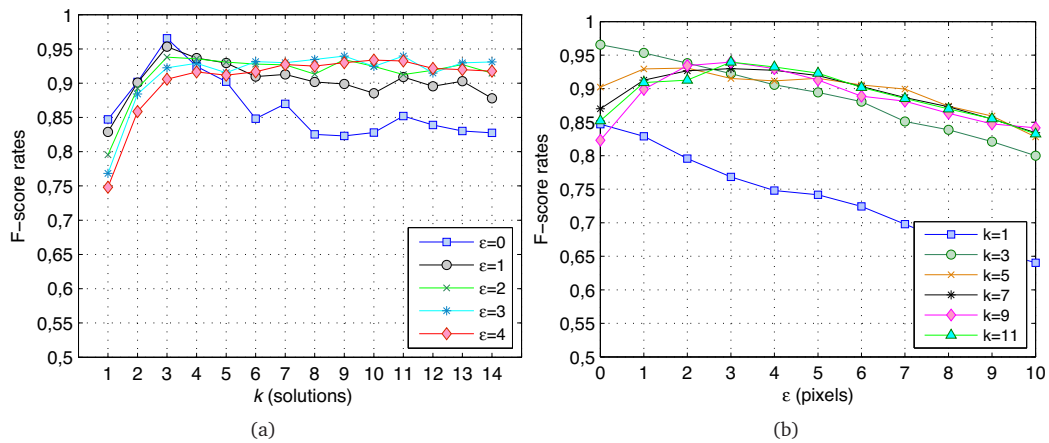 F−score rates
1
0,95
0,9
0,85
0,8
0,75
0,7
0,65
0,6
0,55
0,5
1 2 3 4 5 6 7 8 9 10 11 12 13 14
k (solutions)
ε=0
ε=1
ε=2
ε=3
ε=4
(a)
F−score rates
1
0,95
0,9
0,85
0,8
0,75
0,7
0,65
0,6
0,55
0,5
0 1 2 3 4 5 6 7 8 9 10
ε (pixels)
k=1
k=3
k=5
k=7
k=9
k=11
(b)